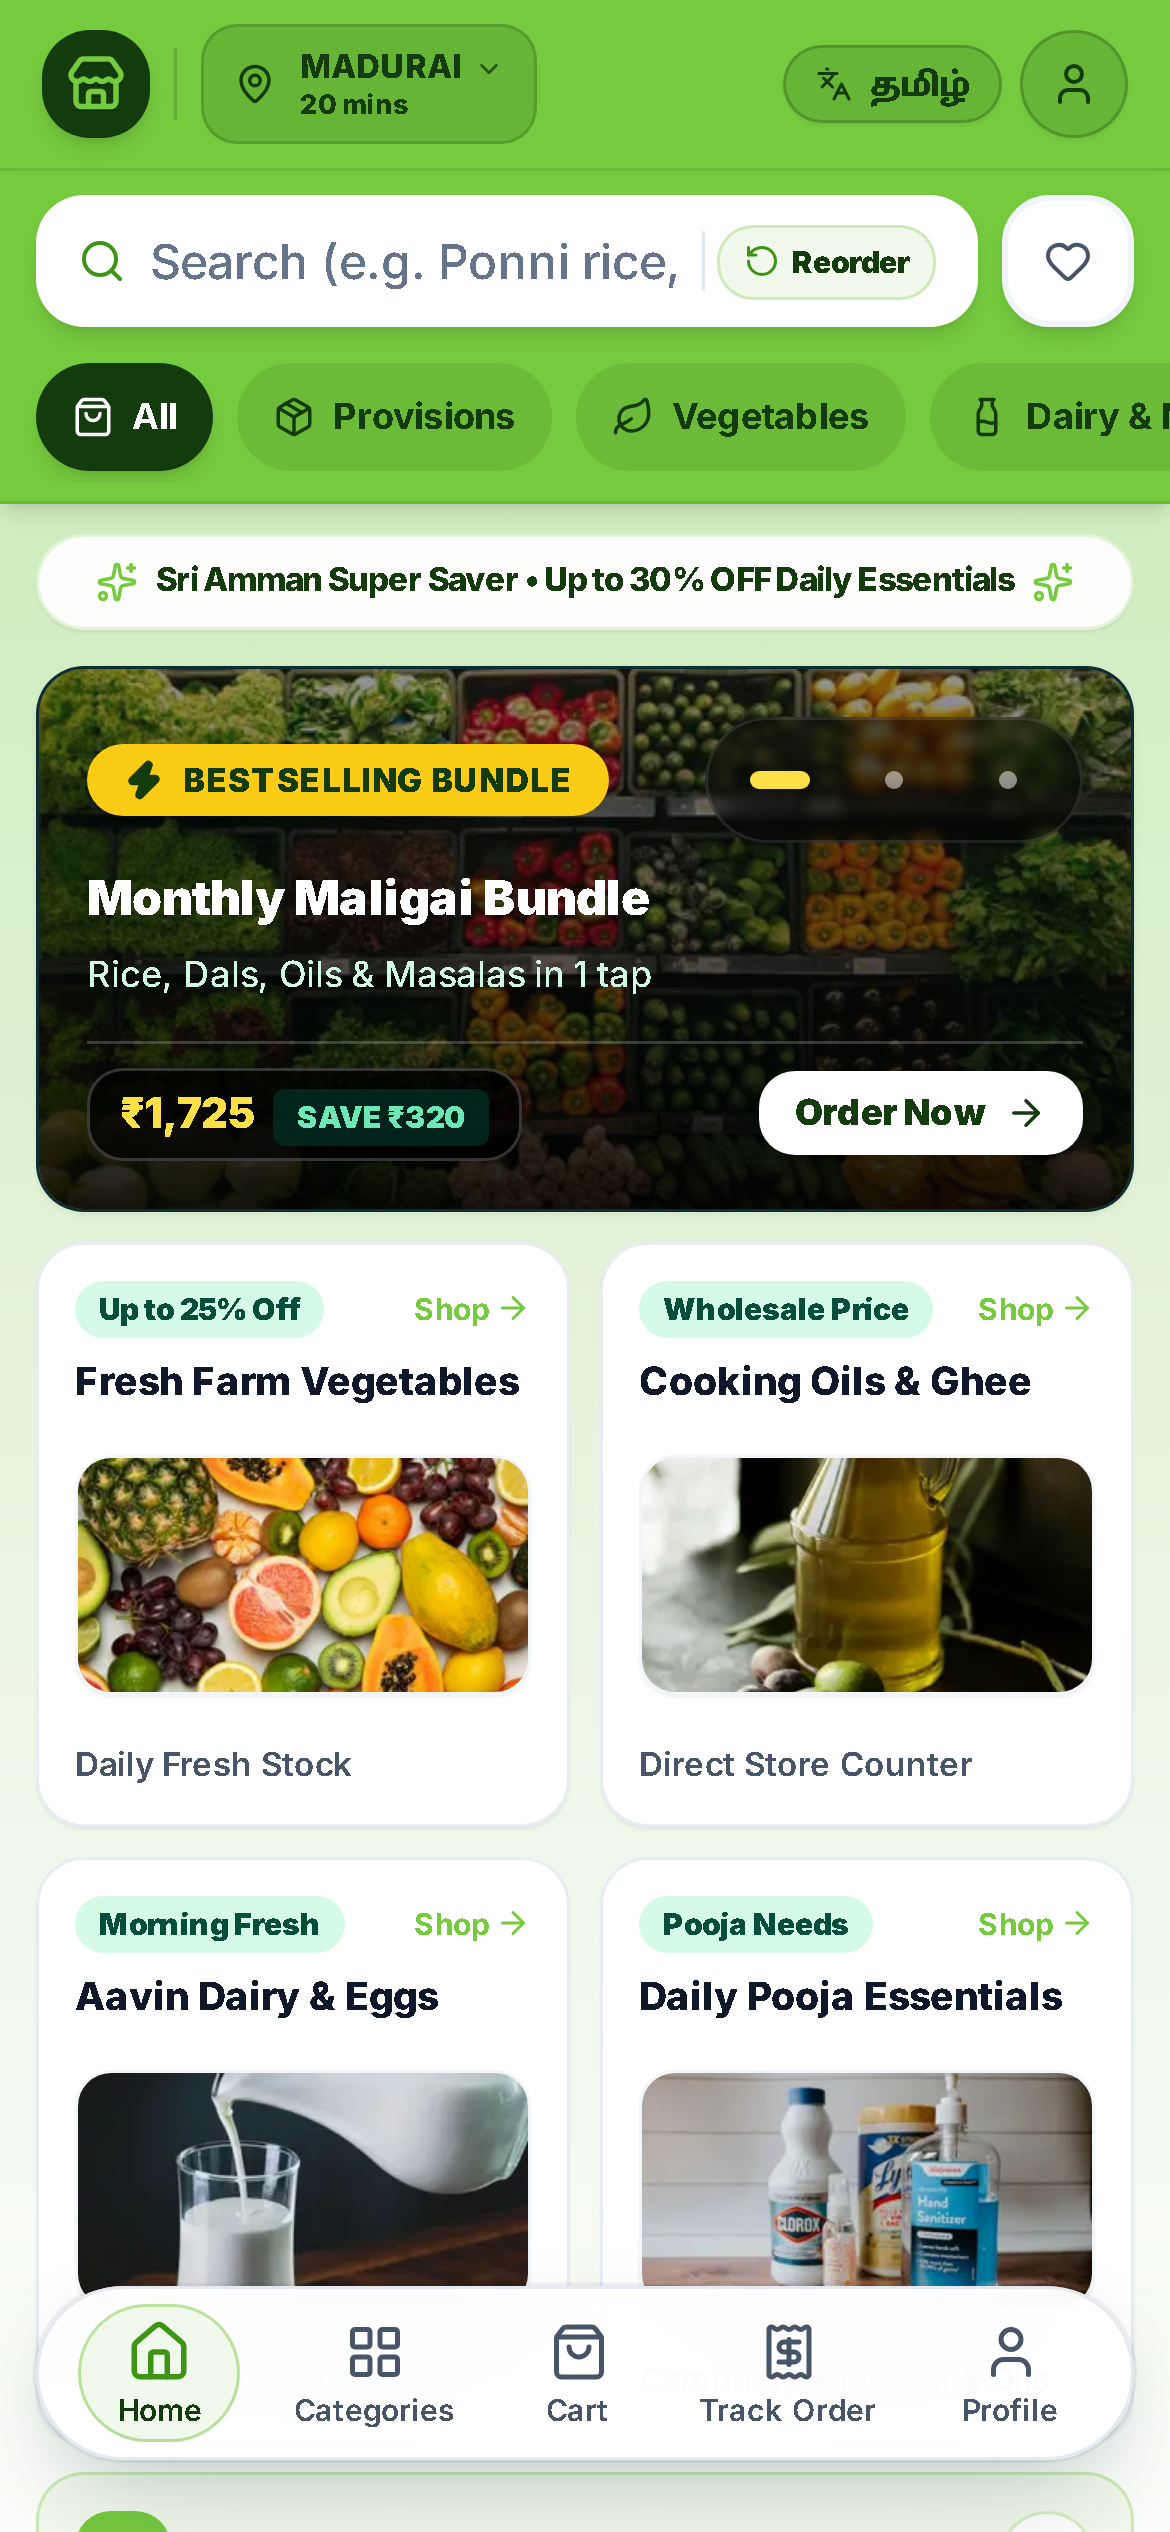 MADURAI
20 mins
தமிழ்
Search (e.g. Ponni rice,
Reorder
All
Provisions
Vegetables
Dairy &
Sri Amman Super Saver • Up to 30% OFF Daily Essentials
BESTSELLING BUNDLE
Monthly Maligai Bundle
Rice, Dals, Oils & Masalas in 1 tap
₹1,725
SAVE ₹320
Order Now
Up to 25% Off
Shop
Fresh Farm Vegetables
Daily Fresh Stock
Wholesale Price
Shop
Cooking Oils & Ghee
Direct Store Counter
Morning Fresh
Shop
Aavin Dairy & Eggs
Pooja Needs
Shop
Daily Pooja Essentials
CLOROX
Hand
Sanitizer
Home
Categories
Cart
Track Order
Profile